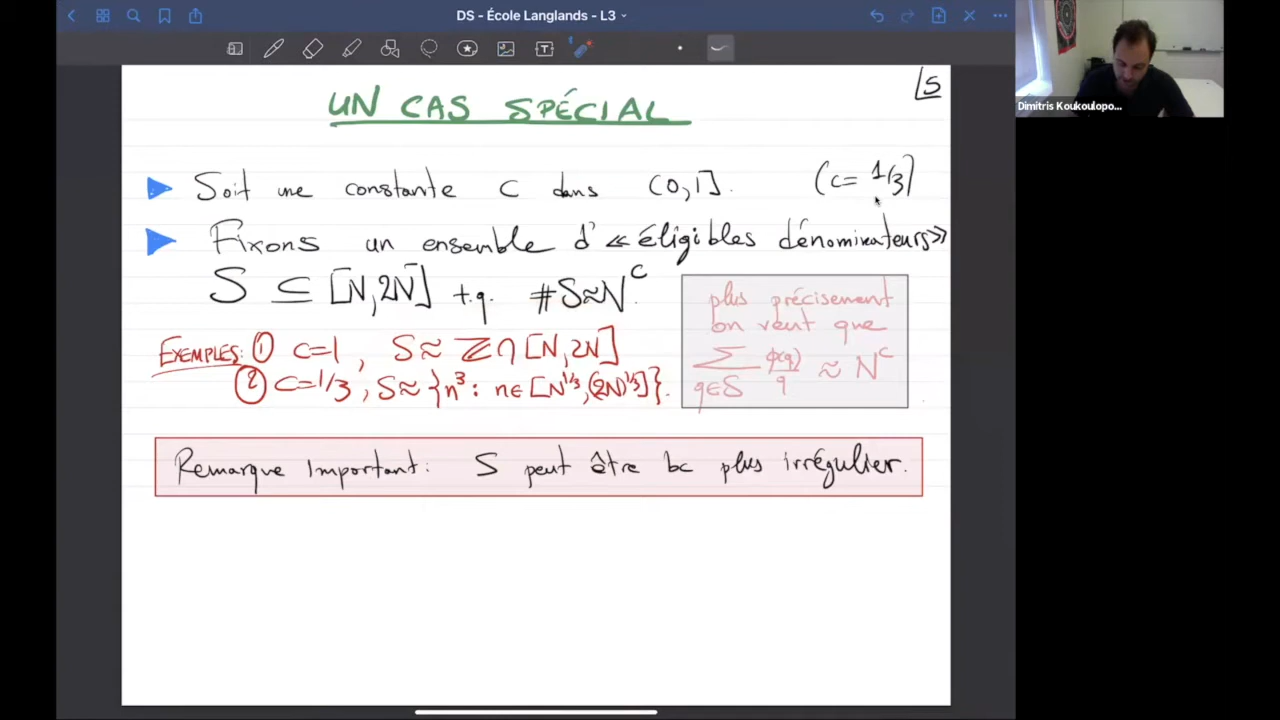 DS - École Langlands - L3
Dimitris Koukoulopo...
5
UN CAS SPÉCIAL
Soit une constante c dans (0,1]. (c= 1/3)
Fixons un ensemble d' « éligibles dénominateurs »
S ⊆ [N,2N] t.q. #S≈N^c.
plus précisement
on veut que
∑_{q∈S} φ(q)/q ≈ N^c
EXEMPLES: ① c=1, S≈ ℤ∩[N,2N]
② c=1/3, S≈{n³: n∈[N^{1/3},(2N)^{1/3}]}.
Remarque important: S peut être bc plus irrégulier.